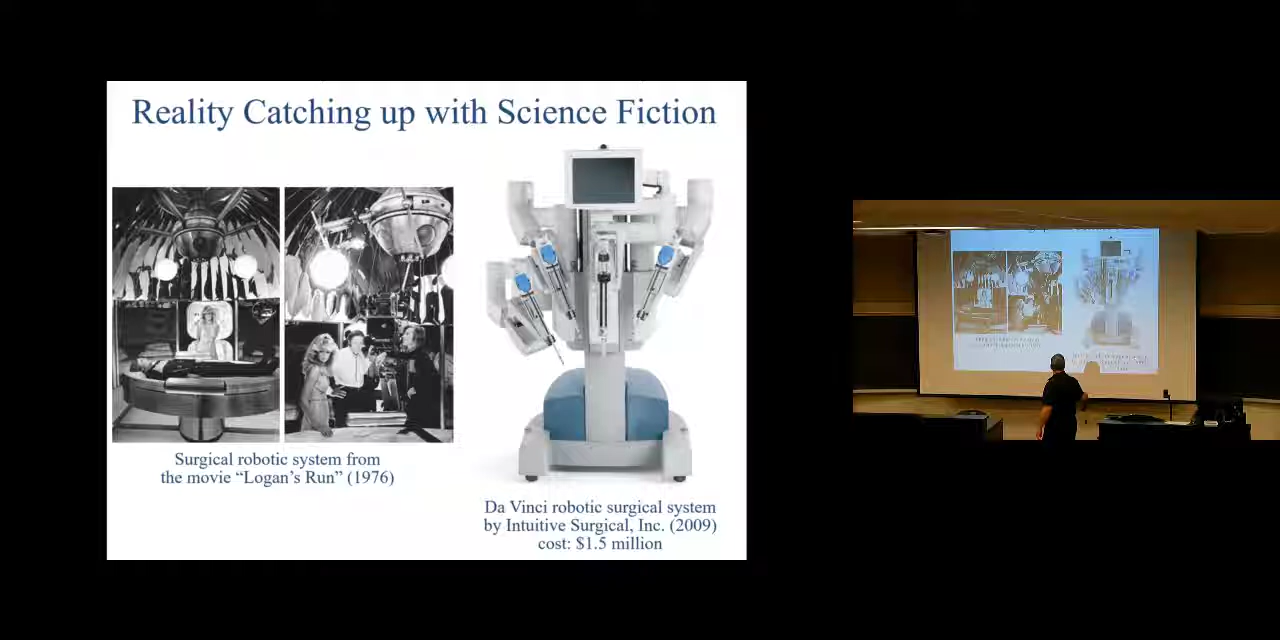 Reality Catching up with Science Fiction
Surgical robotic system from
the movie “Logan’s Run” (1976)
Da Vinci robotic surgical system
by Intuitive Surgical, Inc. (2009)
cost: $1.5 million